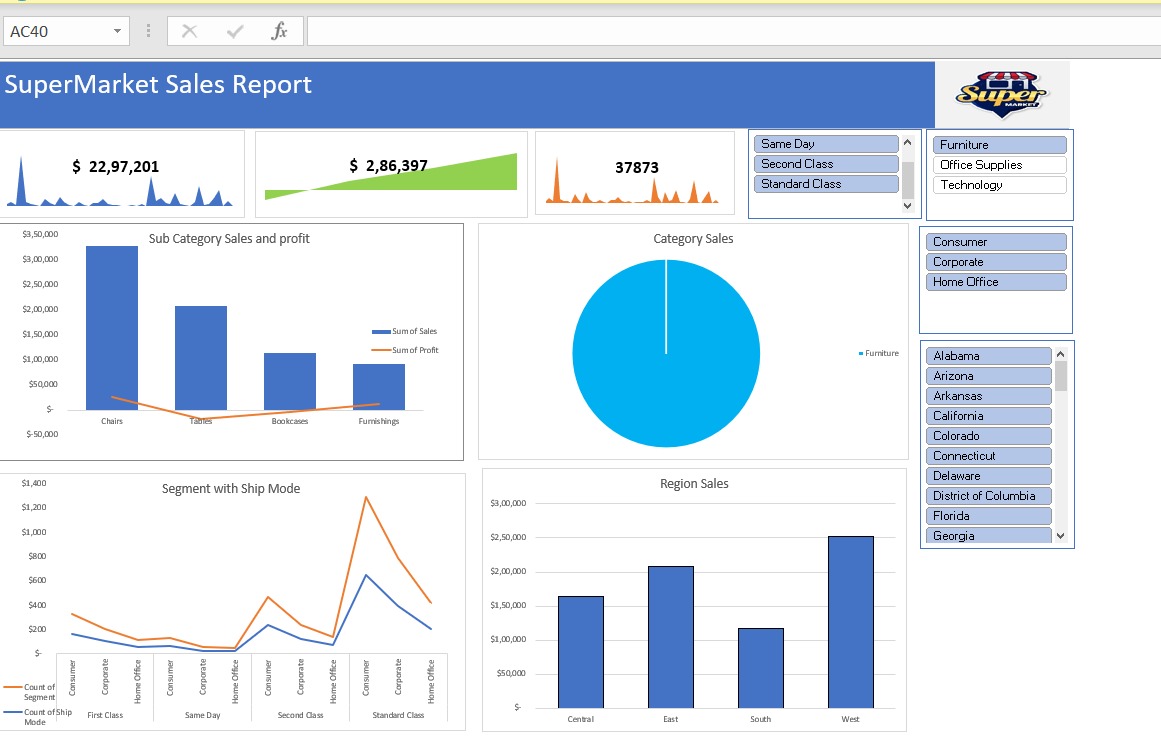 AC40
fx
SuperMarket Sales Report
Super
MARKET
$ 22,97,201
$ 2,86,397
37873
Same Day
Second Class
Standard Class
Furniture
Office Supplies
Technology
Sub Category Sales and profit
$3,50,000
$3,00,000
$2,50,000
$2,00,000
$1,50,000
$1,00,000
$50,000
$-
$-50,000
Chairs
Tables
Bookcases
Furnishings
Sum of Sales
Sum of Profit
Category Sales
Furniture
Consumer
Corporate
Home Office
Alabama
Arizona
Arkansas
California
Colorado
Connecticut
Delaware
District of Columbia
Florida
Georgia
Segment with Ship Mode
$1,400
$1,200
$1,000
$800
$600
$400
$200
$-
Consumer
Corporate
Home Office
Consumer
Corporate
Home Office
Consumer
Corporate
Home Office
Consumer
Corporate
Home Office
First Class
Same Day
Second Class
Standard Class
Count of
Segment
Count of Ship
Mode
Region Sales
$3,00,000
$2,50,000
$2,00,000
$1,50,000
$1,00,000
$50,000
$-
Central
East
South
West